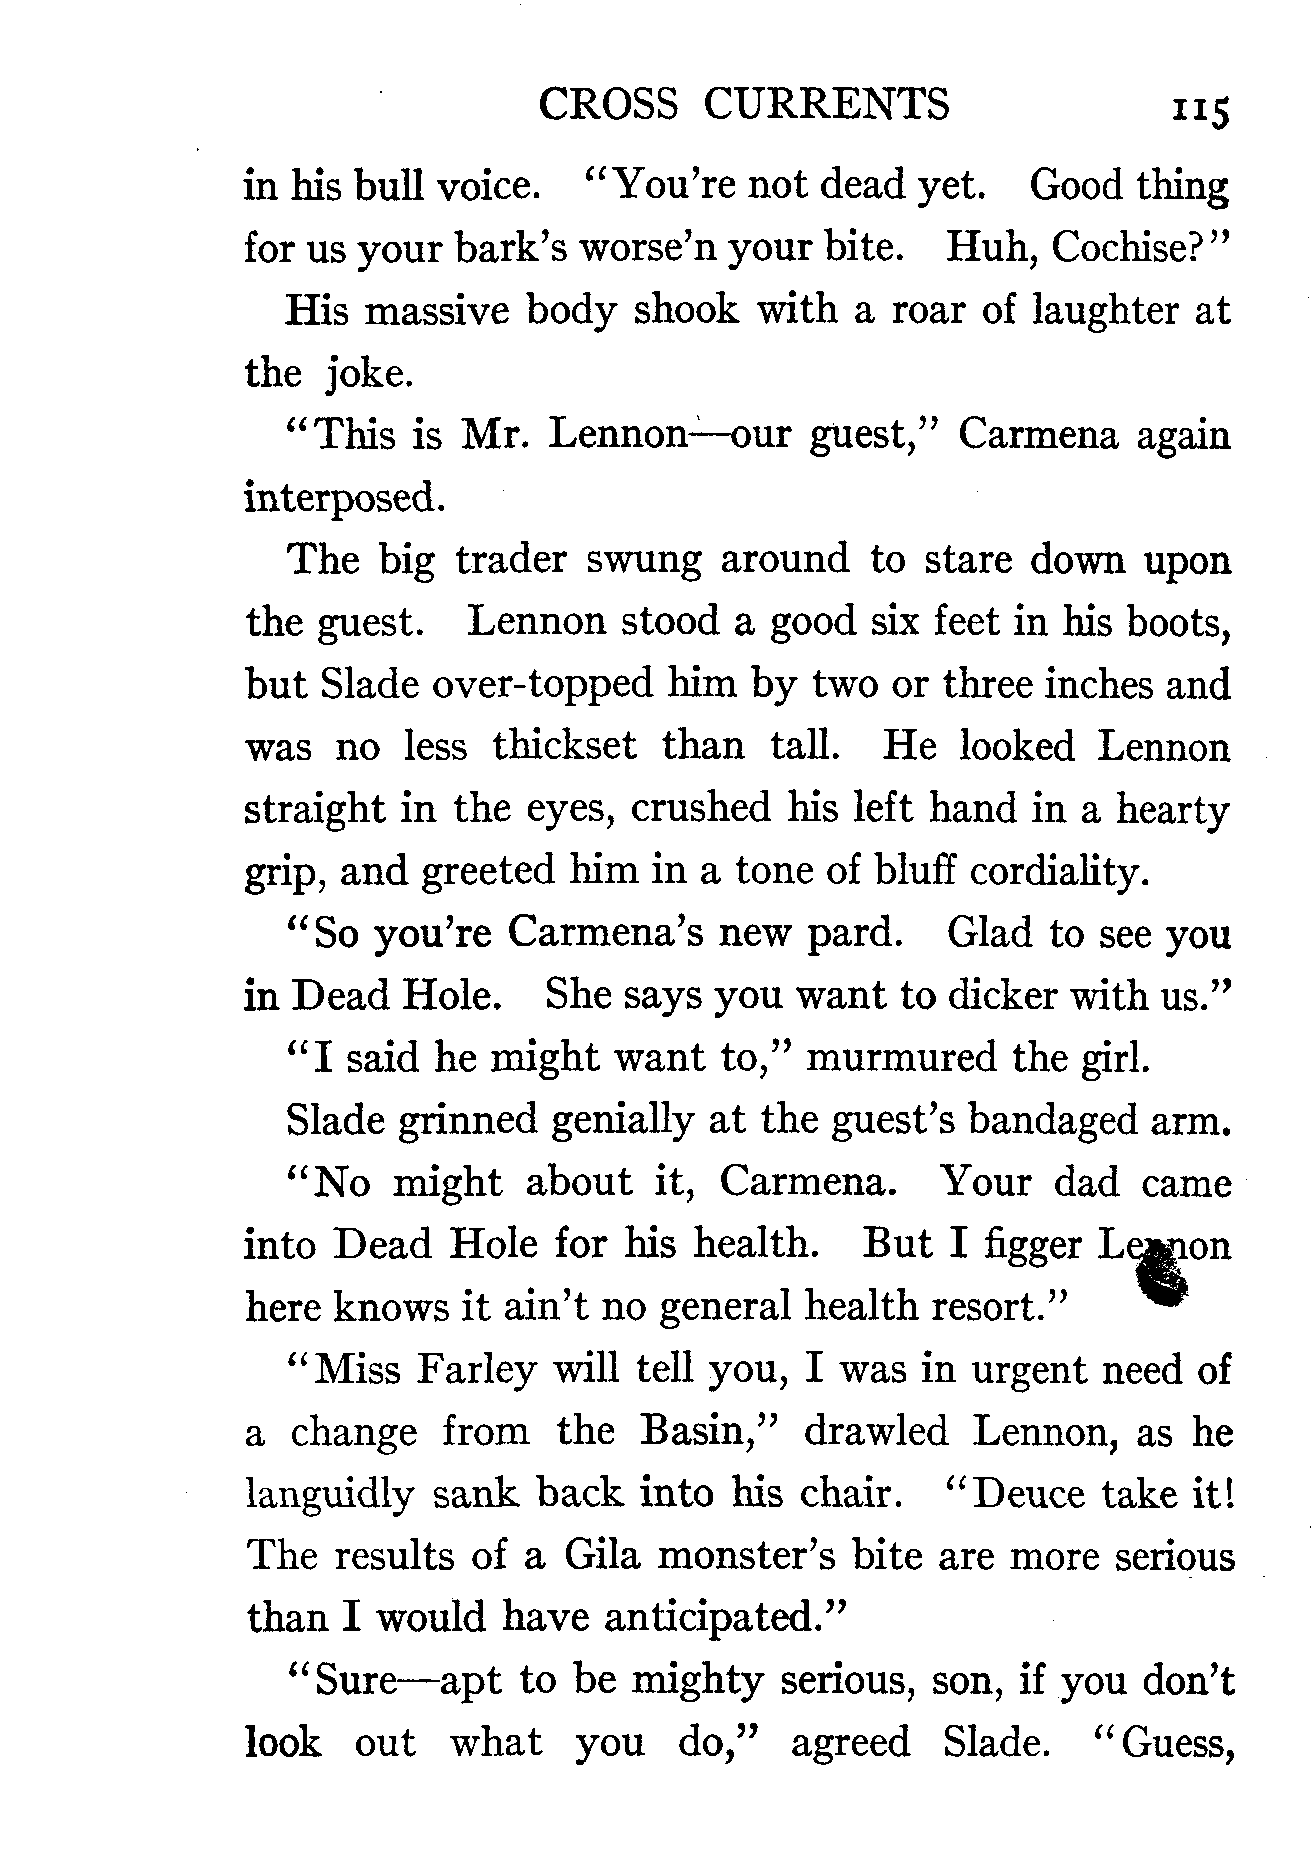 CROSS CURRENTS 115
in his bull voice. "You're not dead yet. Good thing
for us your bark's worse'n your bite. Huh, Cochise?"
His massive body shook with a roar of laughter at
the joke.
"This is Mr. Lennon—our guest," Carmena again
interposed.
The big trader swung around to stare down upon
the guest. Lennon stood a good six feet in his boots,
but Slade over-topped him by two or three inches and
was no less thickset than tall. He looked Lennon
straight in the eyes, crushed his left hand in a hearty
grip, and greeted him in a tone of bluff cordiality.
"So you're Carmena's new pard. Glad to see you
in Dead Hole. She says you want to dicker with us."
"I said he might want to," murmured the girl.
Slade grinned genially at the guest's bandaged arm.
"No might about it, Carmena. Your dad came
into Dead Hole for his health. But I figger Lennon
here knows it ain't no general health resort."
"Miss Farley will tell you, I was in urgent need of
a change from the Basin," drawled Lennon, as he
languidly sank back into his chair. "Deuce take it!
The results of a Gila monster's bite are more serious
than I would have anticipated."
"Sure—apt to be mighty serious, son, if you don't
look out what you do," agreed Slade. "Guess,